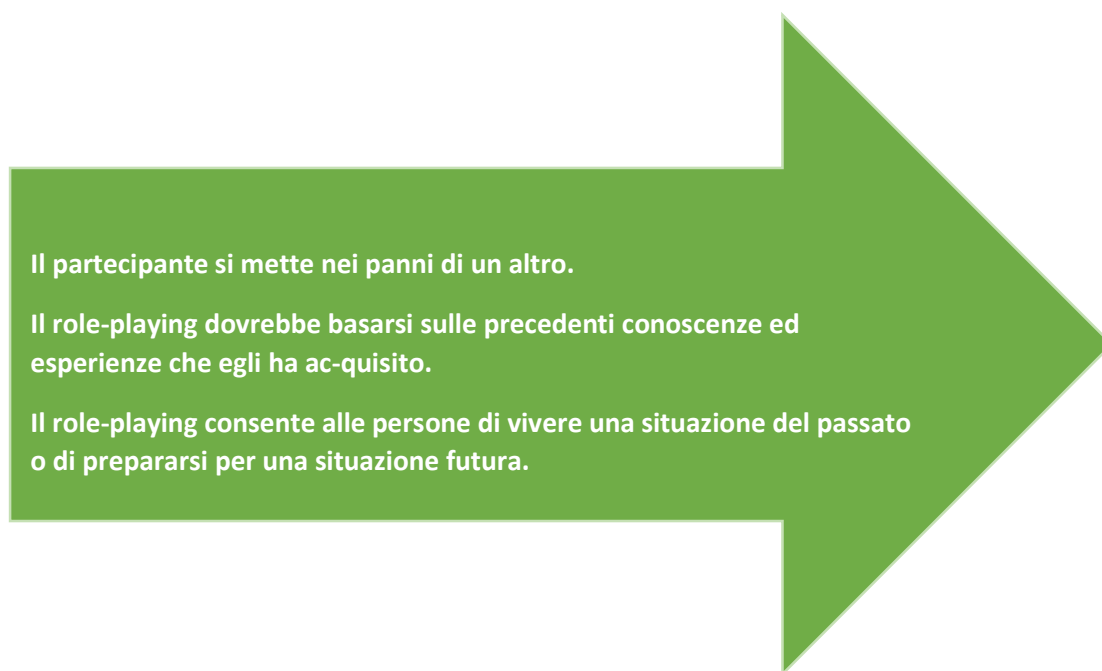 Il partecipante si mette nei panni di un altro.
Il role-playing dovrebbe basarsi sulle precedenti conoscenze ed
esperienze che egli ha ac-quisito.
Il role-playing consente alle persone di vivere una situazione del passato
o di prepararsi per una situazione futura.